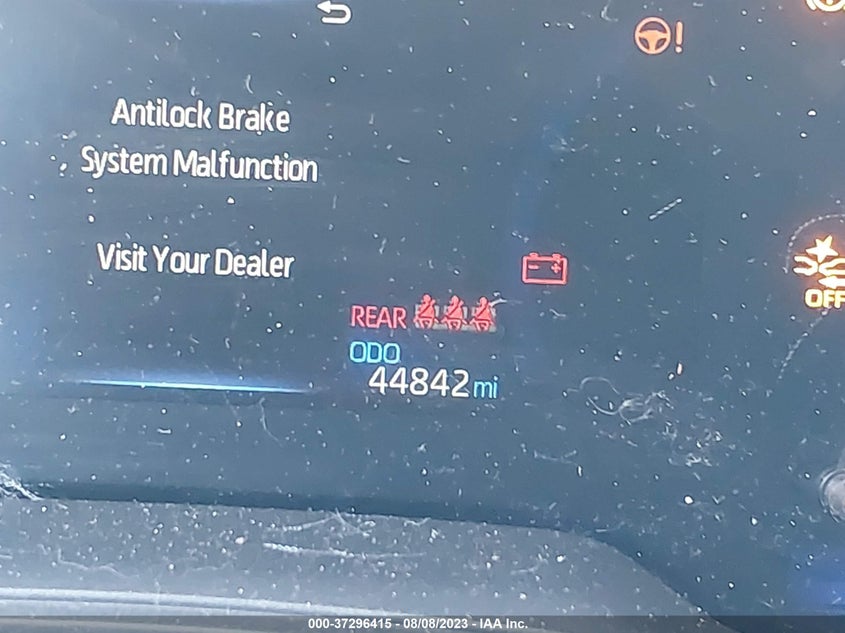 Antilock Brake
System Malfunction
Visit Your Dealer
REAR
ODO
44842 mi
OFF
000-37296415 - 08/08/2023 - IAA Inc.